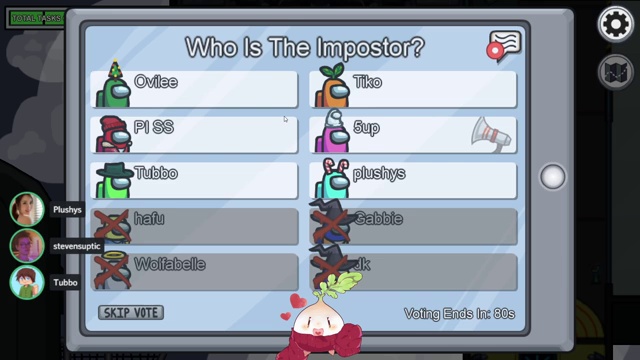 TOTAL TASKS
Who Is The Impostor?
Ovilee
Tiko
PI SS
5up
Tubbo
plushys
hafu
Gabbie
Wolfabelle
Jk
Plushys
stevensuptic
Tubbo
SKIP VOTE
Voting Ends In: 80s